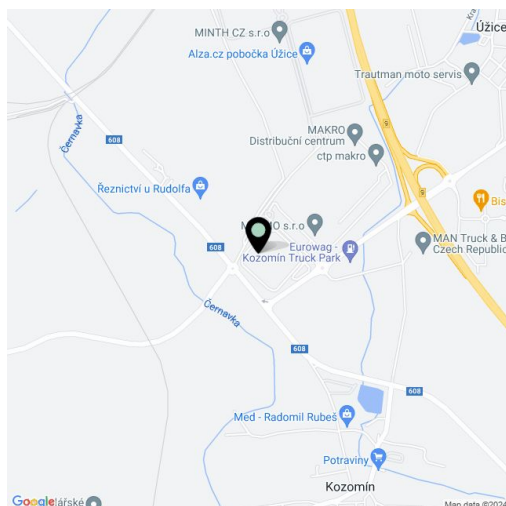 MINTH CZ s.r.o
Úžice
Alza.cz pobočka Úžice
Trautman moto servis
MAKRO
Distribuční centrum
ctp makro
Černavka
608
Řeznictví u Rudolfa
Bis
O s.r.o
MAN Truck & B
Czech Republic
608
Eurowag -
Kozomín Truck Park
Černavka
608
608
Med - Radomil Rubeš
Potraviny
Kozomín
Google
lářské
Map data ©2024